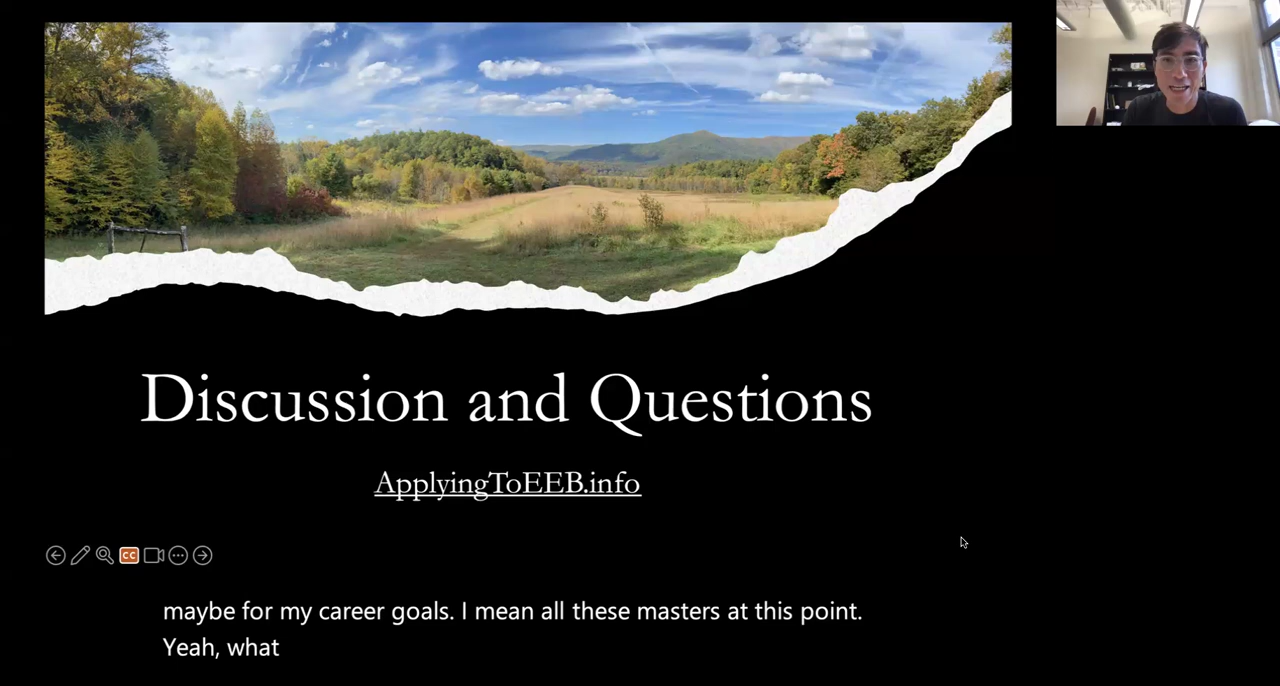 Discussion and Questions
ApplyingToEEB.info
CC
maybe for my career goals. I mean all these masters at this point.
Yeah, what